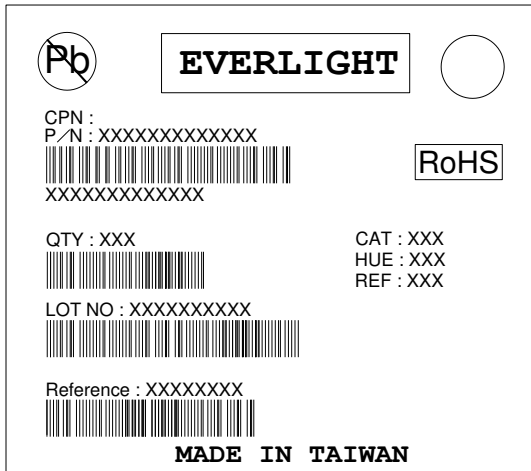 Pb
EVERLIGHT
CPN :
P/N : XXXXXXXXXXXXX
RoHS
XXXXXXXXXXXXX
QTY : XXX
CAT : XXX
HUE : XXX
REF : XXX
LOT NO : XXXXXXXXXX
Reference : XXXXXXXX
MADE IN TAIWAN